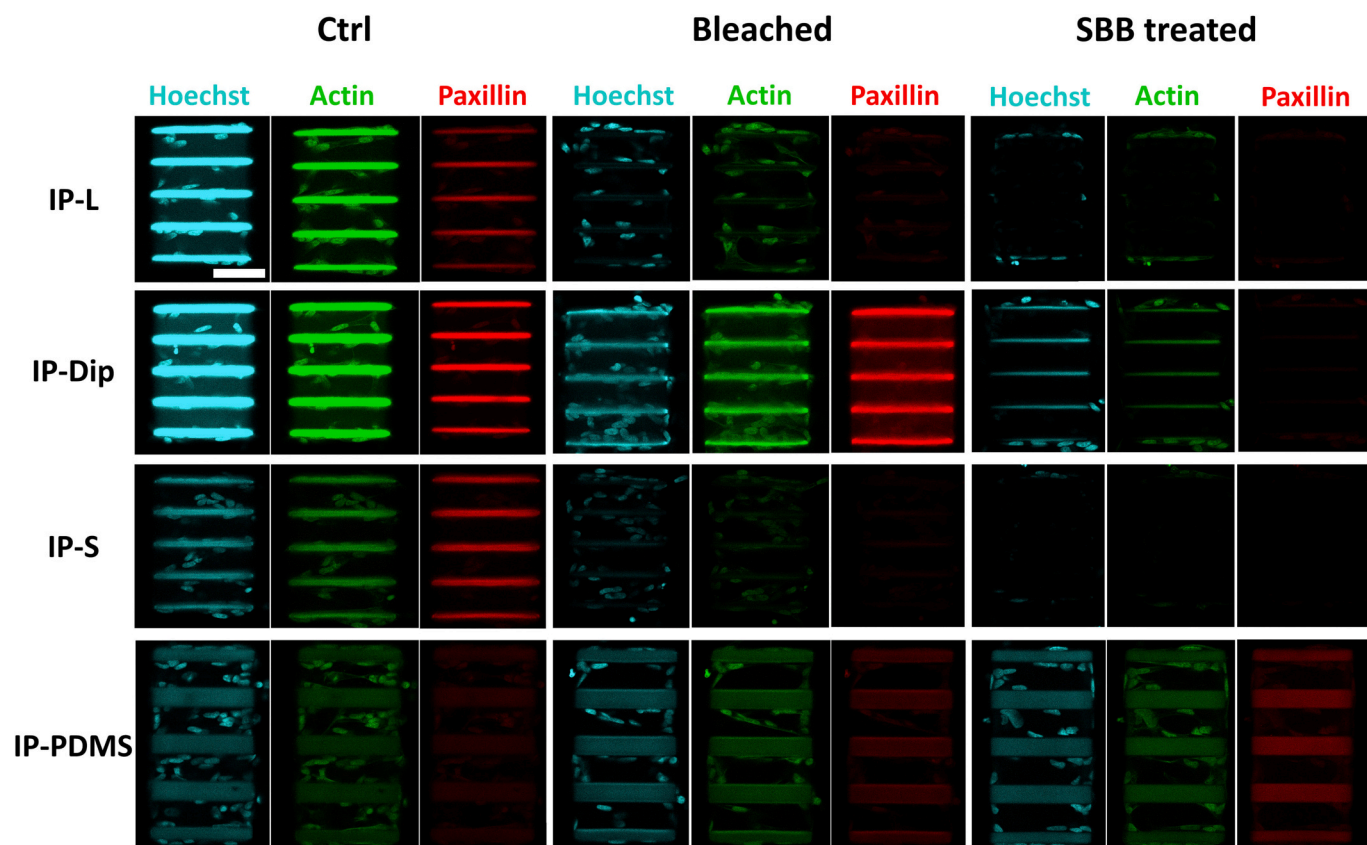 Ctrl Bleached SBB treated
Hoechst Actin Paxillin Hoechst Actin Paxillin Hoechst Actin Paxillin
IP-L
IP-Dip
IP-S
IP-PDMS